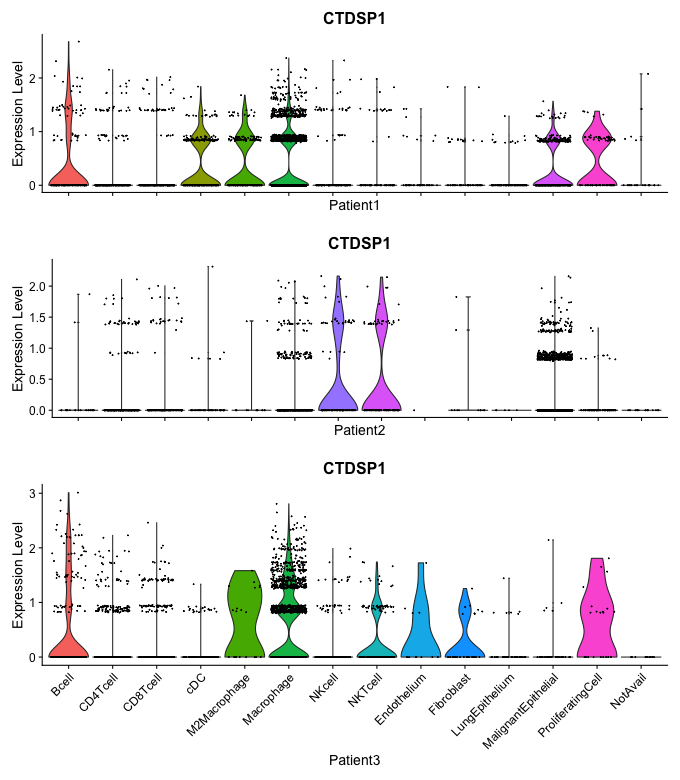 CTDSP1
Expression Level
2
1
0
Patient1
CTDSP1
Expression Level
2.0
1.5
1.0
0.5
0.0
Patient2
CTDSP1
Expression Level
3
2
1
0
Bcell
CD4Tcell
CD8Tcell
cDC
M2Macrophage
Macrophage
NKcell
NKTcell
Endothelium
Fibroblast
LungEpithelium
MalignantEpithelial
ProliferatingCell
NotAvail
Patient3